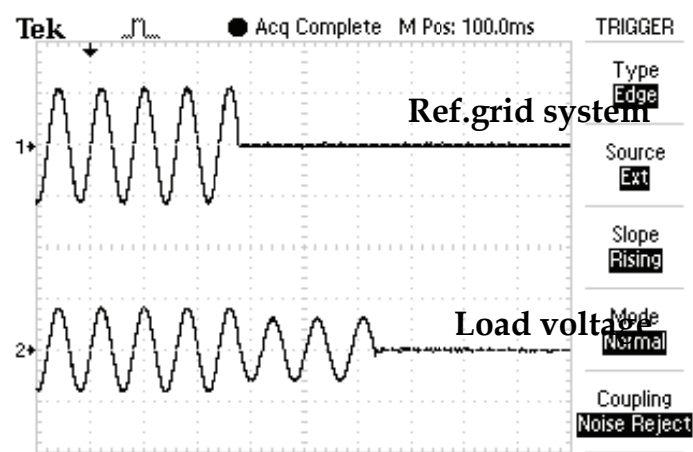 Tek Acq Complete M Pos: 100.0ms TRIGGER
Type
Edge
Ref.grid system
1
Source
Ext
Slope
Rising
Mode
Normal
Load voltage
2
Coupling
Noise Reject